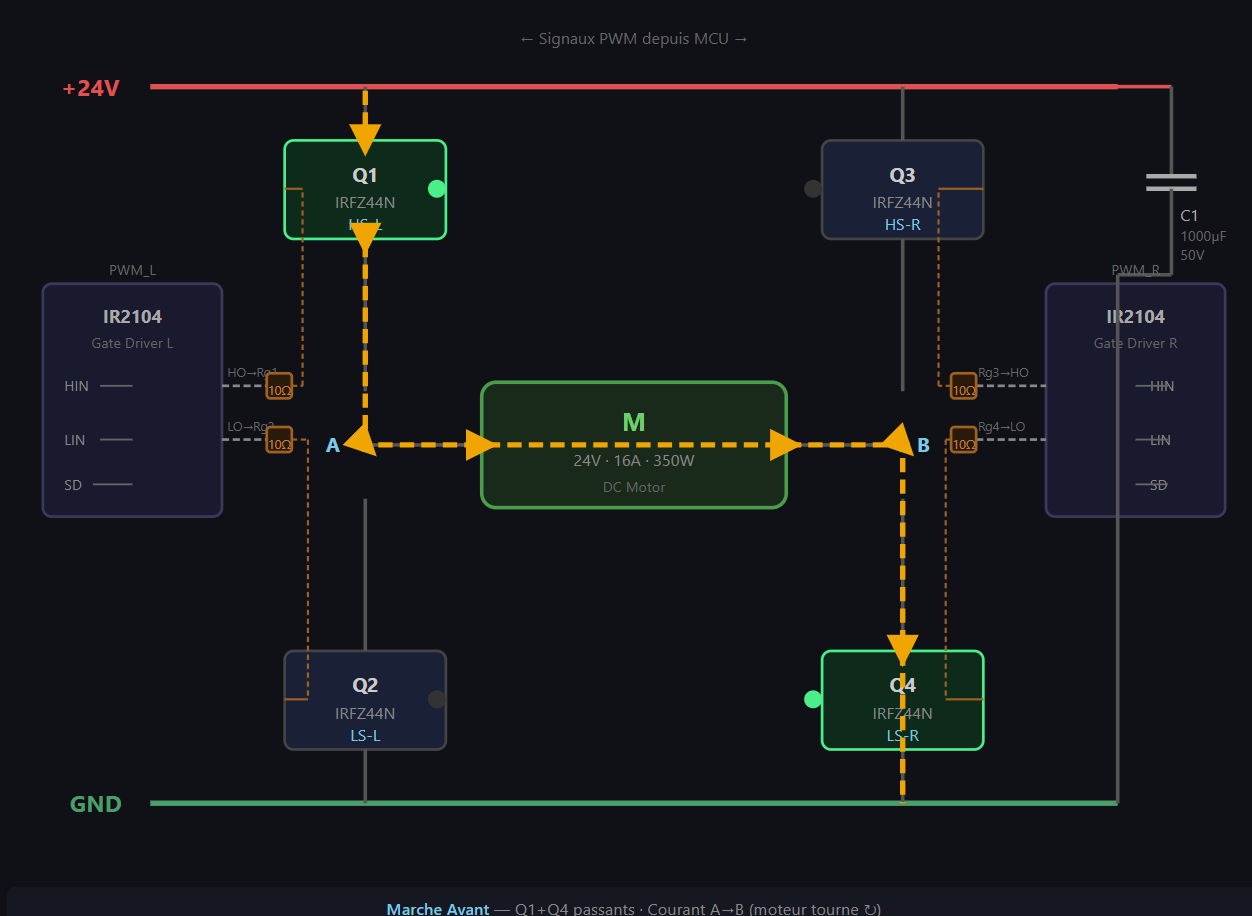 ← Signaux PWM depuis MCU →
+24V
Q1
IRFZ44N
HS-L
Q3
IRFZ44N
HS-R
C1
1000µF
50V
PWM_L
IR2104
Gate Driver L
HIN
LIN
SD
HO→Rg1
10Ω
LO→Rg2
10Ω
A
M
24V · 16A · 350W
DC Motor
B
Rg3→HO
10Ω
Rg4→LO
10Ω
PWM_R
IR2104
Gate Driver R
HIN
LIN
SD
Q2
IRFZ44N
LS-L
Q4
IRFZ44N
LS-R
GND
Marche Avant — Q1+Q4 passants · Courant A→B (moteur tourne ↻)